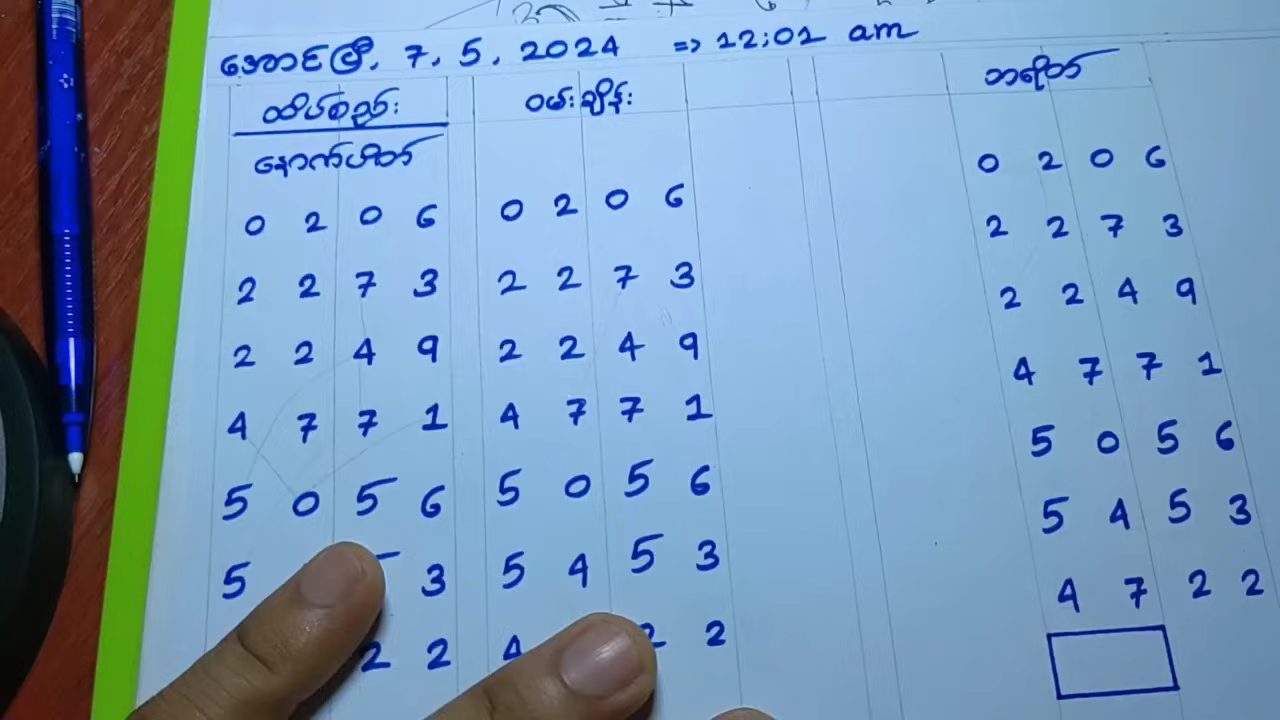 အောင်ဗြီ. 7, 5, 2024 => 12;01 am
ထိပ်စည်း ဝမ်းချိန်း ဘရိတ်
နောက်ပိတ်
0 2 0 6 0 2 0 6 0 2 0 6
2 2 7 3 2 2 7 3 2 2 7 3
2 2 4 9 2 2 4 9 2 2 4 9
4 7 7 1 4 7 7 1 4 7 7 1
5 0 5 6 5 0 5 6 5 0 5 6
5 3 5 4 5 3 5 4 5 3
2 2 4 2 2 4 7 2 2